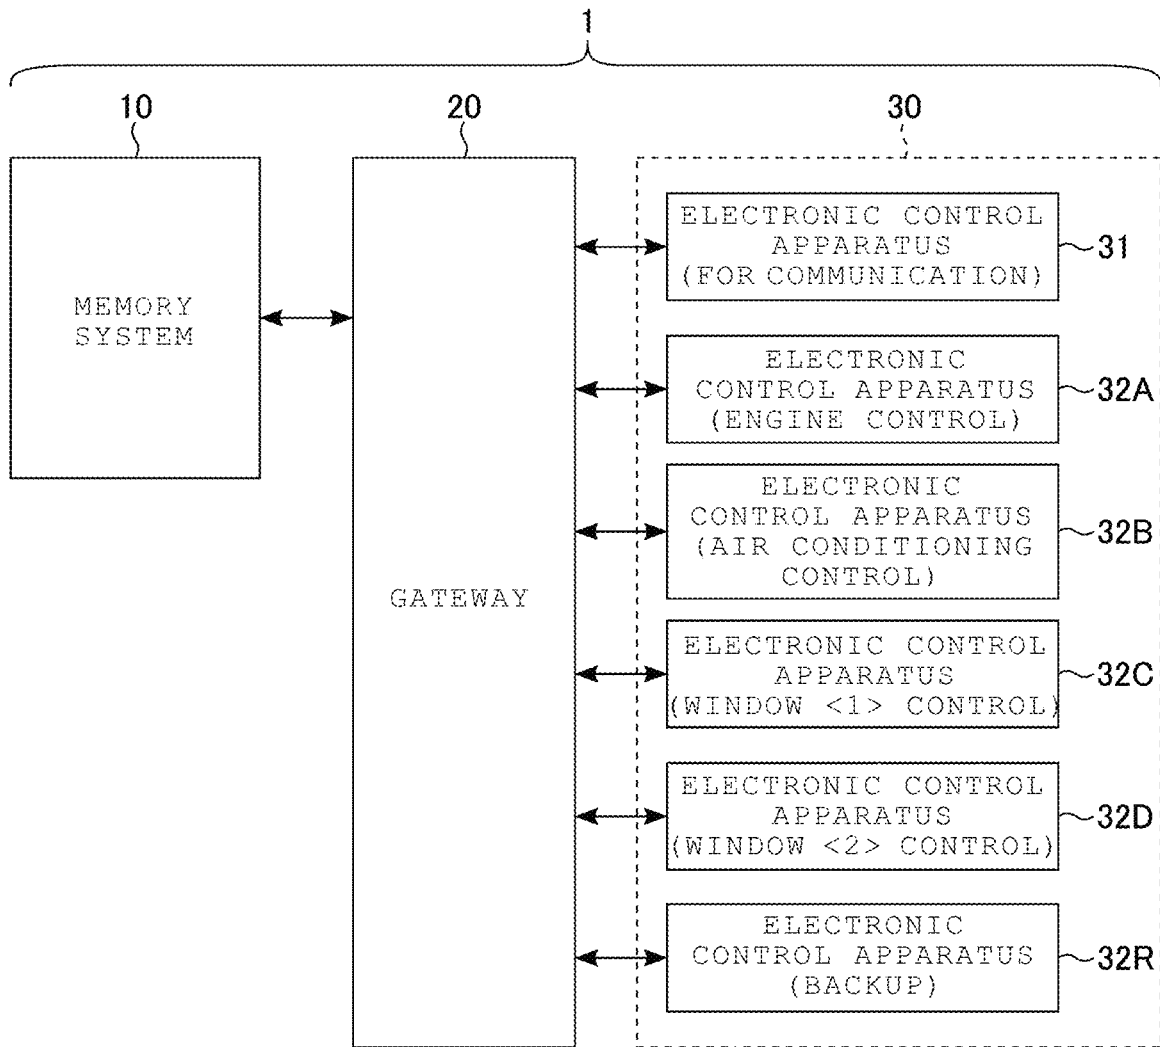 1
10
20
30
MEMORY
SYSTEM
GATEWAY
ELECTRONIC CONTROL
APPARATUS
(FOR COMMUNICATION)
31
ELECTRONIC
CONTROL APPARATUS
(ENGINE CONTROL)
32A
ELECTRONIC
CONTROL APPARATUS
(AIR CONDITIONING
CONTROL)
32B
ELECTRONIC CONTROL
APPARATUS
(WINDOW <1> CONTROL)
32C
ELECTRONIC CONTROL
APPARATUS
(WINDOW <2> CONTROL)
32D
ELECTRONIC
CONTROL APPARATUS
(BACKUP)
32R